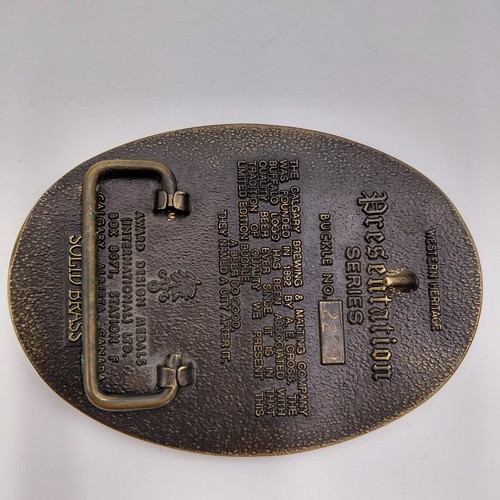 WESTERN HERITAGE
Presentation
SERIES
BUCKLE NO.
THE CALGARY BREWING & MALTING COMPANY
WAS FOUNDED IN 1892 BY A.E. CROSS. THE
BUFFALO LOGO HAS BEEN ASSOCIATED WITH
QUALITY BEER EVER SINCE. IT IS IN THAT
TRADITION OF QUALITY WE PRESENT THIS
LIMITED EDITION BUCKLE.
A BEER SO GOOD
THEY NAMED A CITY AFTER IT.
AWARD DESIGN MEDALS
INTERNATIONAL LTD.
BOX STATION F
CALGARY ALBERTA CANADA
SOLID BRASS